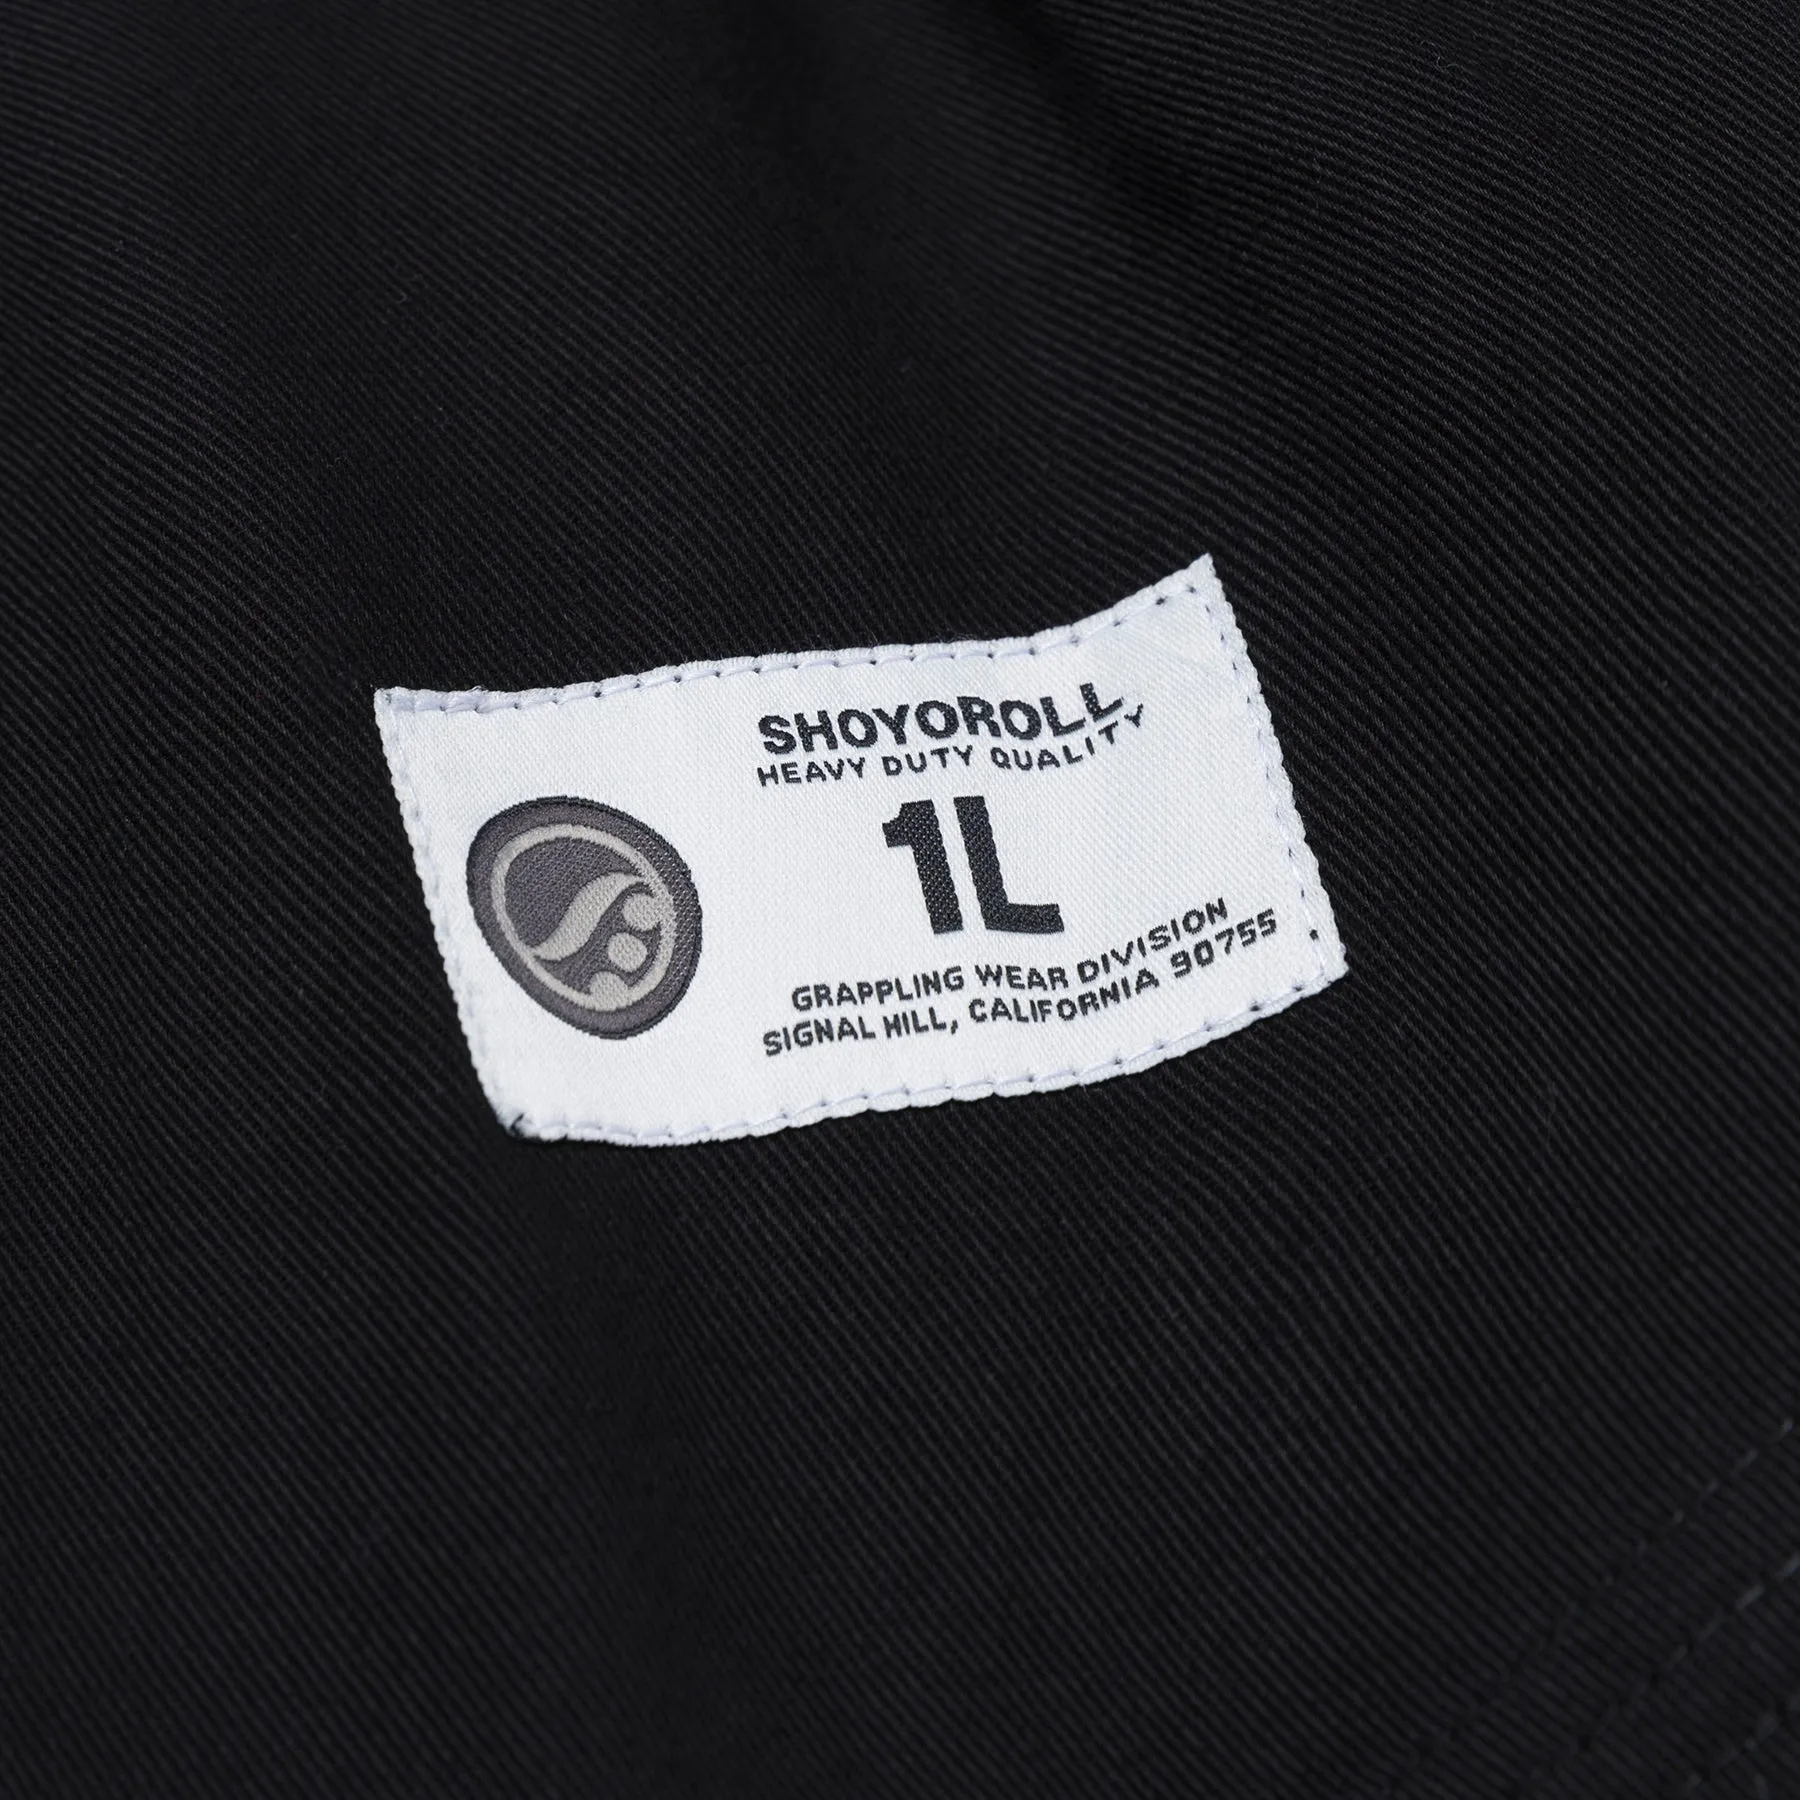 SHOYOROLL
HEAVY DUTY QUALITY
1L
GRAPPLING WEAR DIVISION
SIGNAL HILL, CALIFORNIA 90755